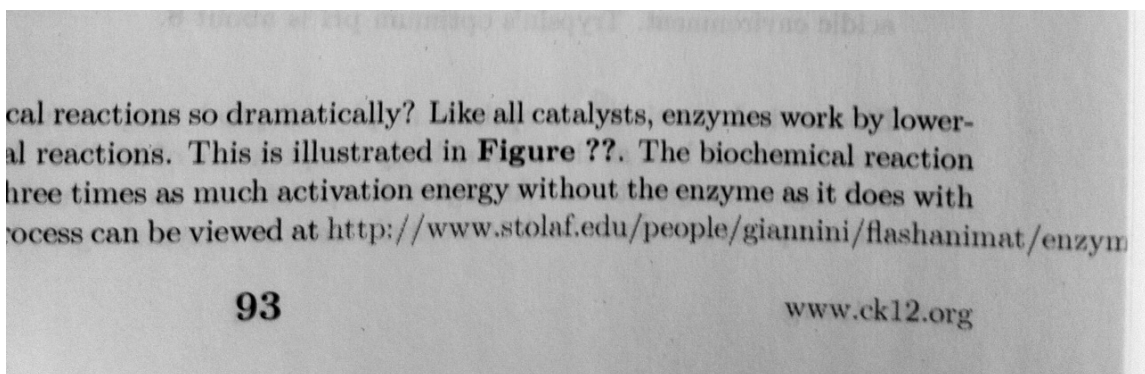 cal reactions so dramatically? Like all catalysts, enzymes work by lower-
al reactions. This is illustrated in Figure ??. The biochemical reaction
hree times as much activation energy without the enzyme as it does with
rocess can be viewed at http://www.stolaf.edu/people/giannini/flashanimat/enzym
93
www.ck12.org